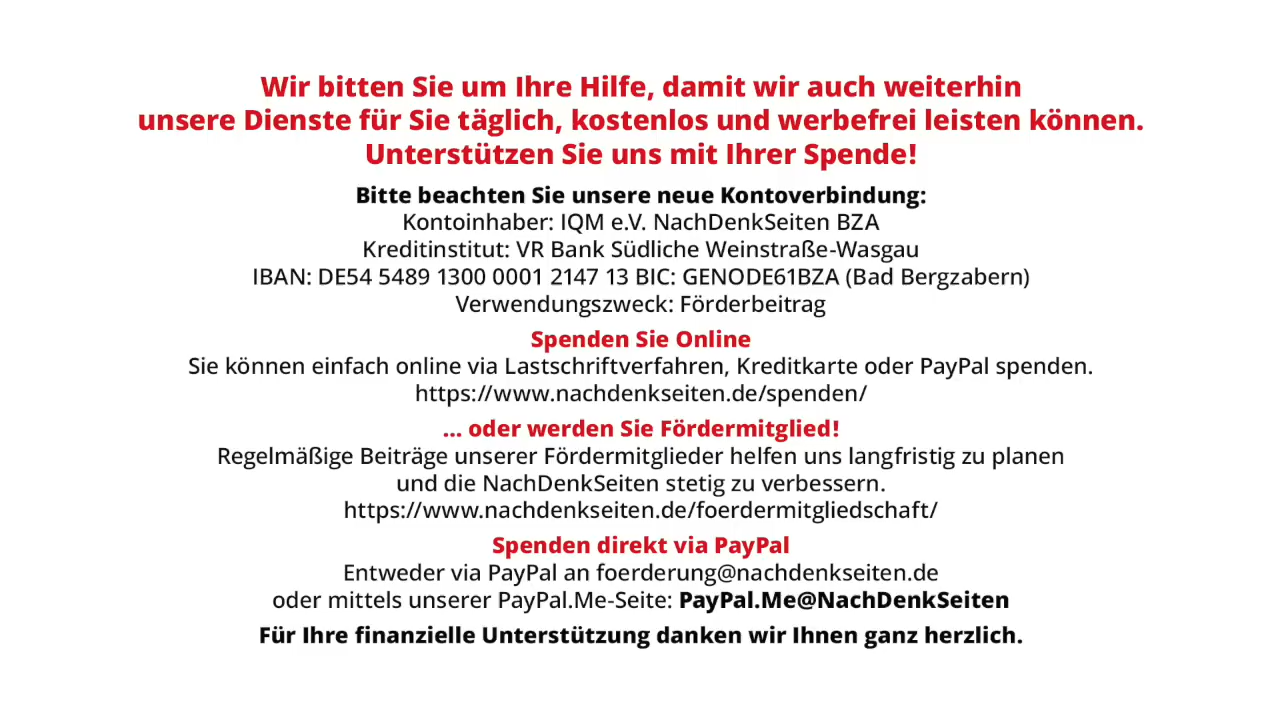 Wir bitten Sie um Ihre Hilfe, damit wir auch weiterhin
unsere Dienste für Sie täglich, kostenlos und werbefrei leisten können.
Unterstützen Sie uns mit Ihrer Spende!
Bitte beachten Sie unsere neue Kontoverbindung:
Kontoinhaber: IQM e.V. NachDenkSeiten BZA
Kreditinstitut: VR Bank Südliche Weinstraße-Wasgau
IBAN: DE54 5489 1300 0001 2147 13 BIC: GENODE61BZA (Bad Bergzabern)
Verwendungszweck: Förderbeitrag
Spenden Sie Online
Sie können einfach online via Lastschriftverfahren, Kreditkarte oder PayPal spenden.
https://www.nachdenkseiten.de/spenden/
... oder werden Sie Fördermitglied!
Regelmäßige Beiträge unserer Fördermitglieder helfen uns langfristig zu planen
und die NachDenkSeiten stetig zu verbessern.
https://www.nachdenkseiten.de/foerdermitgliedschaft/
Spenden direkt via PayPal
Entweder via PayPal an foerderung@nachdenkseiten.de
oder mittels unserer PayPal.Me-Seite: PayPal.Me@NachDenkSeiten
Für Ihre finanzielle Unterstützung danken wir Ihnen ganz herzlich.